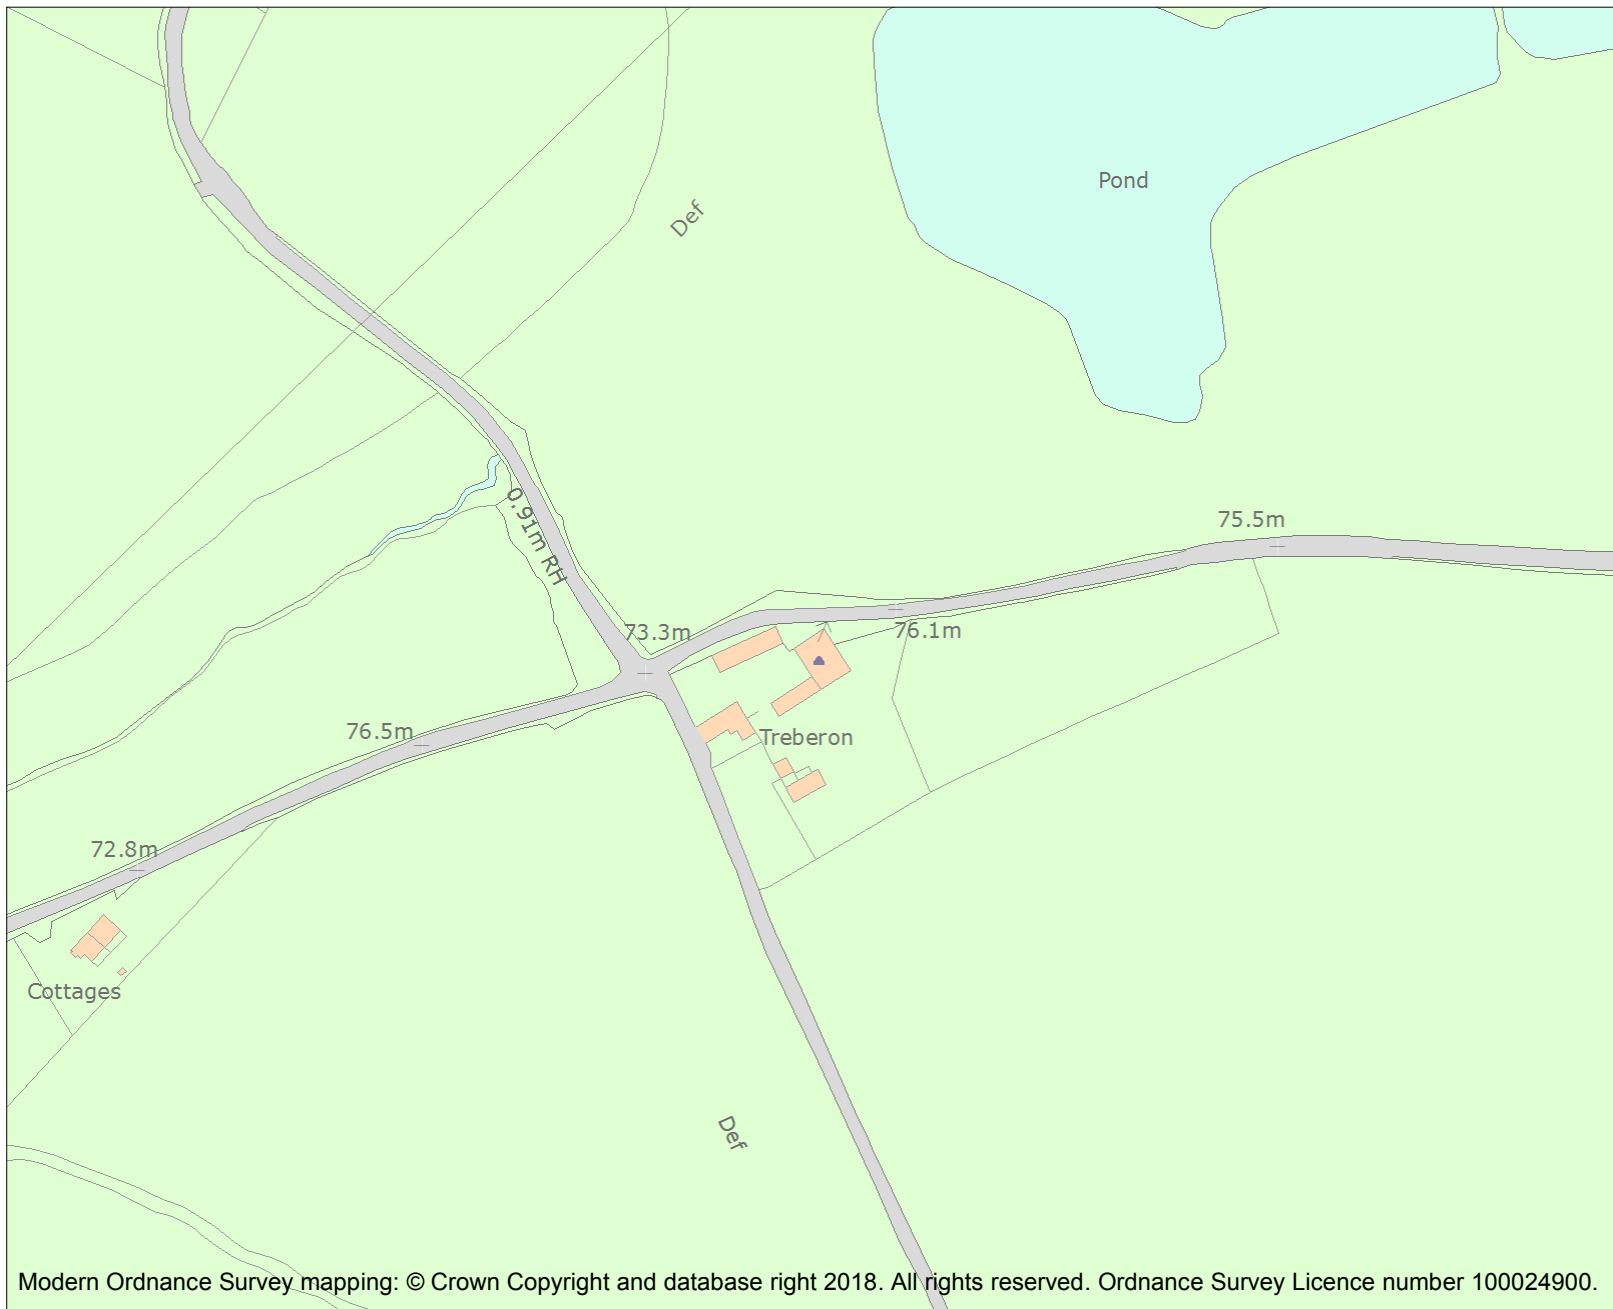 Pond
Def
0.91m RH
75.5m
73.3m
76.1m
76.5m
Treberon
72.8m
Cottages
Def
Modern Ordnance Survey mapping: © Crown Copyright and database right 2018. All rights reserved. Ordnance Survey Licence number 100024900.